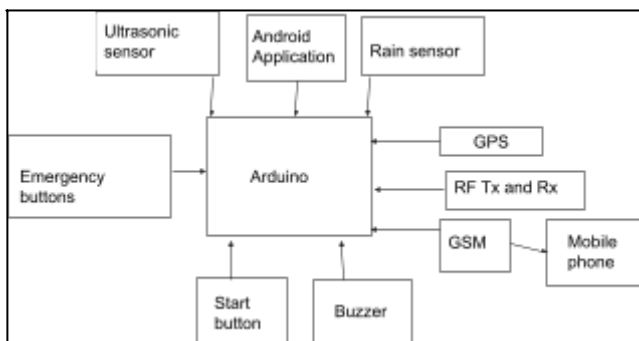 Ultrasonic
sensor
Android
Application
Rain sensor
GPS
Emergency
buttons
Arduino
RF Tx and Rx
GSM
Mobile
phone
Start
button
Buzzer